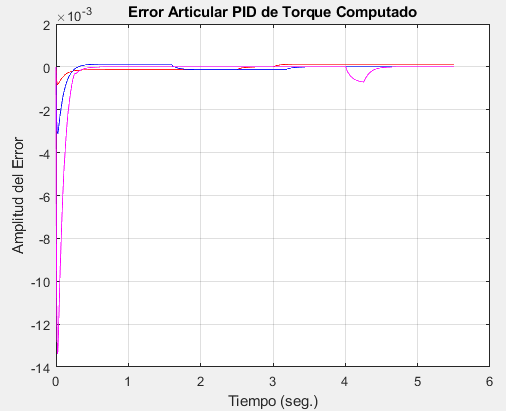 Error Articular PID de Torque Computado
×10-3
2
0
-2
-4
-6
-8
-10
-12
-14
0 1 2 3 4 5 6
Amplitud del Error
Tiempo (seg.)